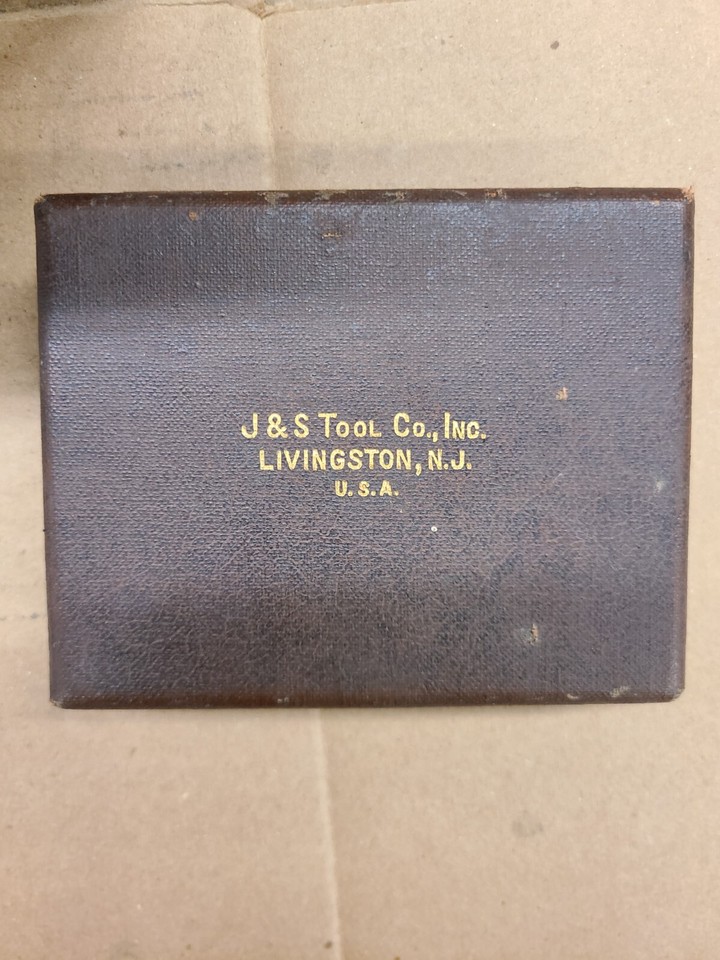 J & S Tool Co., Inc.
LIVINGSTON, N.J.
U.S.A.